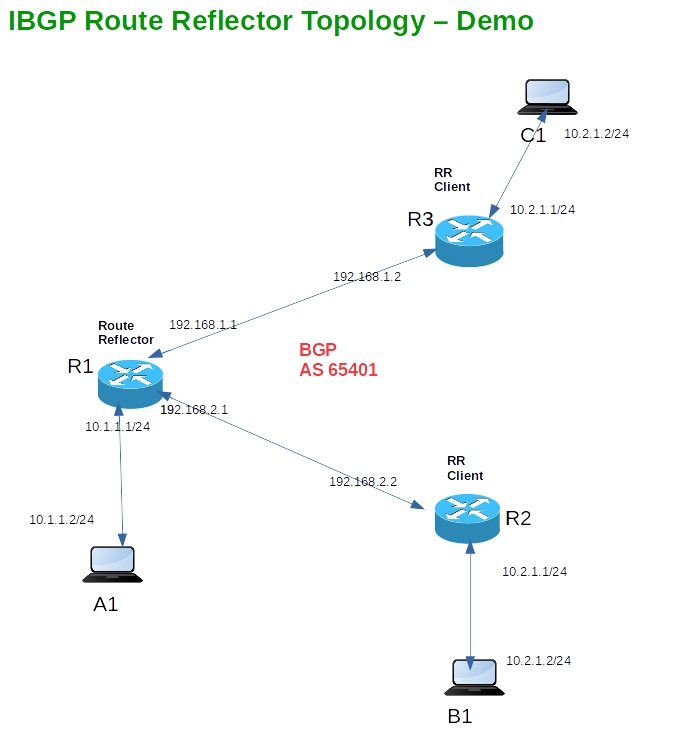 IBGP Route Reflector Topology – Demo
C1
10.2.1.2/24
RR
Client
R3
10.2.1.1/24
192.168.1.2
192.168.1.1
Route
Reflector
R1
BGP
AS 65401
192.168.2.1
10.1.1.1/24
192.168.2.2
RR
Client
R2
10.1.1.2/24
A1
10.2.1.1/24
10.2.1.2/24
B1